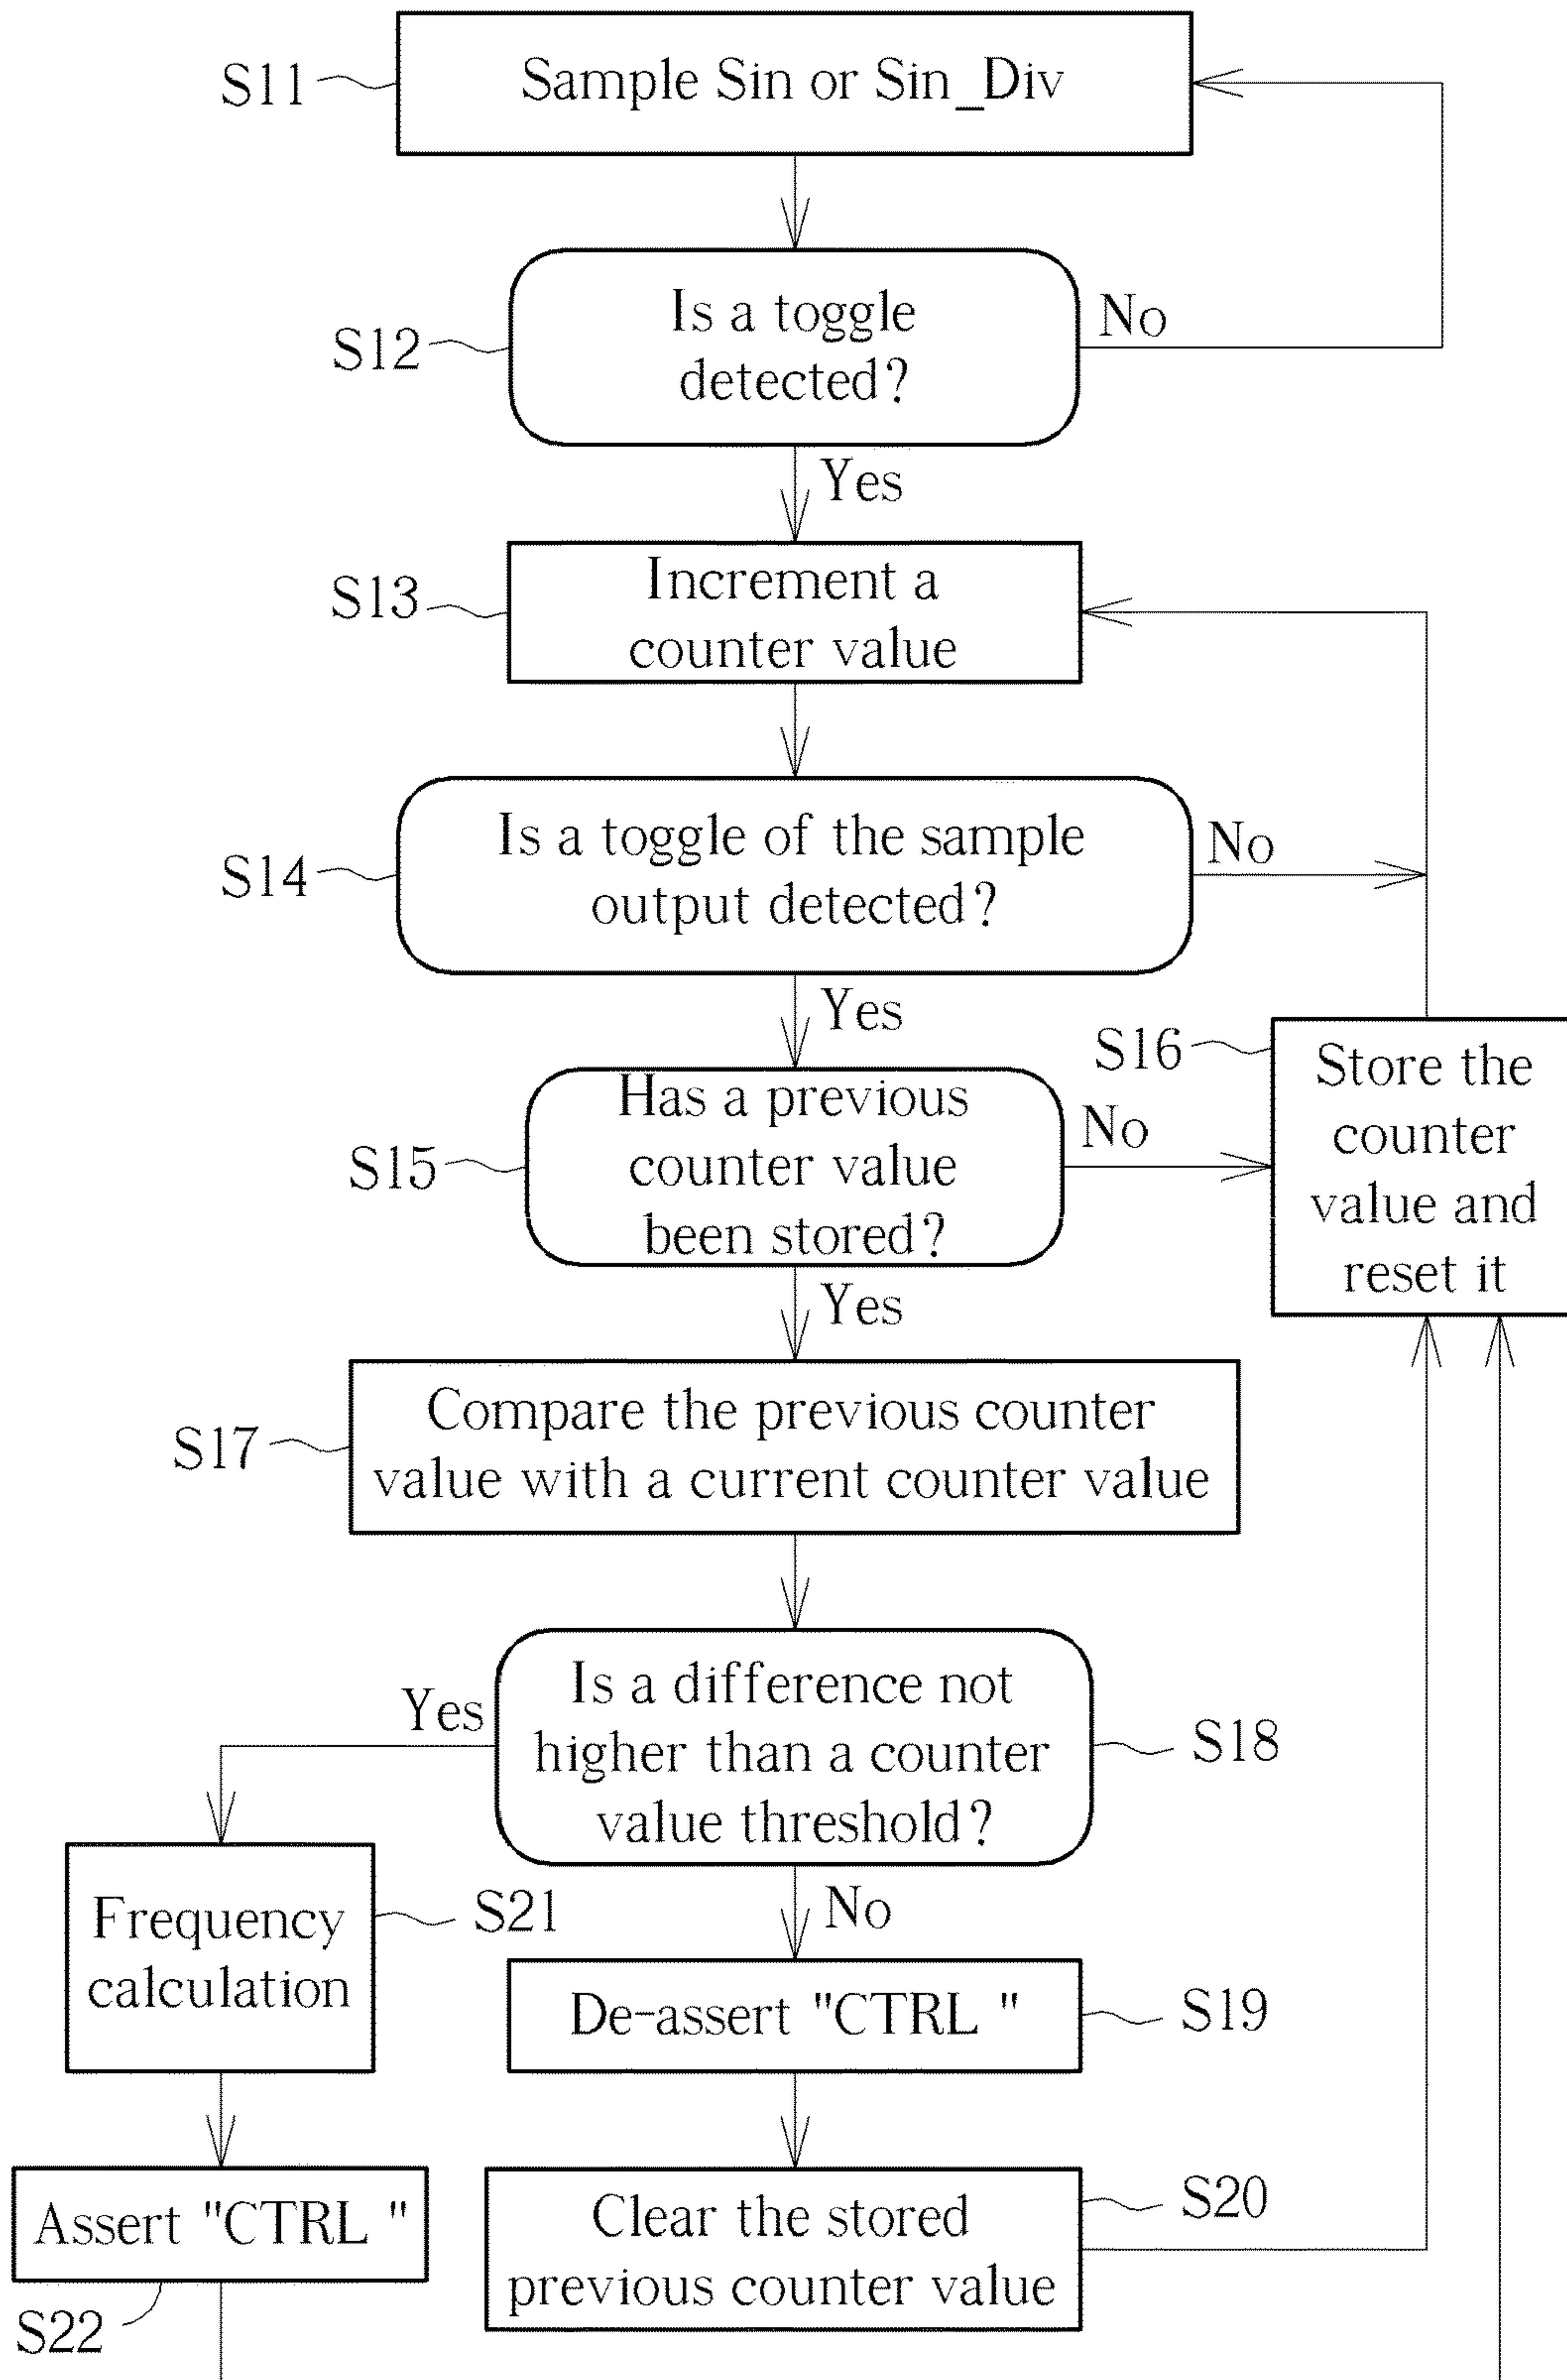 S11
Sample Sin or Sin_Div
S12
Is a toggle
detected?
No
Yes
S13
Increment a
counter value
S14
Is a toggle of the sample
output detected?
No
Yes
S15
Has a previous
counter value
been stored?
No
S16
Store the
counter
value and
reset it
Yes
S17
Compare the previous counter
value with a current counter value
Yes
Is a difference not
higher than a counter
value threshold?
S18
Frequency
calculation
S21
No
De-assert "CTRL "
S19
Assert "CTRL "
S22
Clear the stored
previous counter value
S20